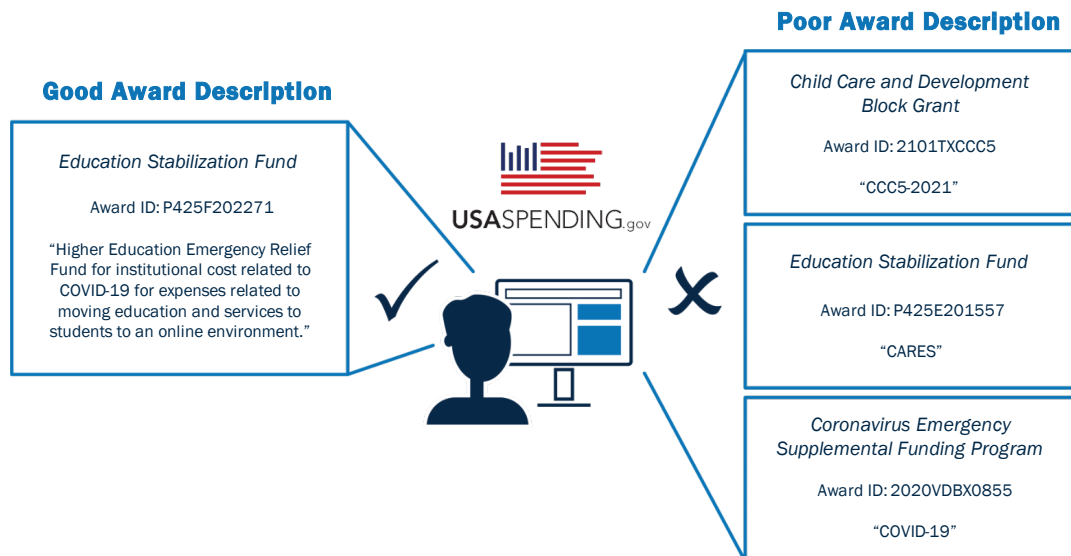 Good Award Description
Education Stabilization Fund
Award ID: P425F202271
“Higher Education Emergency Relief
Fund for institutional cost related to
COVID-19 for expenses related to
moving education and services to
students to an online environment.”
USASPENDING.gov
Poor Award Description
Child Care and Development
Block Grant
Award ID: 2101TXCCC5
“CCC5-2021”
Education Stabilization Fund
Award ID: P425E201557
“CARES”
Coronavirus Emergency
Supplemental Funding Program
Award ID: 2020VDBX0855
“COVID-19”